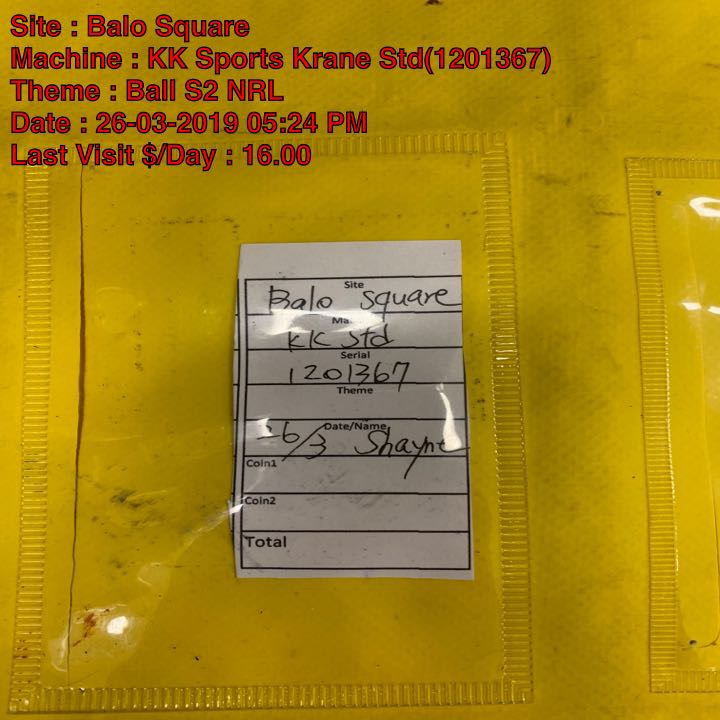 Site : Balo Square
Machine : KK Sports Krane Std(1201367)
Theme : Ball S2 NRL
Date : 26-03-2019 05:24 PM
Last Visit $/Day : 16.00
Site
Balo Square
Ma
KK Std
Serial
1201367
Theme
Date/Name
26/3 Shayne
Coin1
Coin2
Total